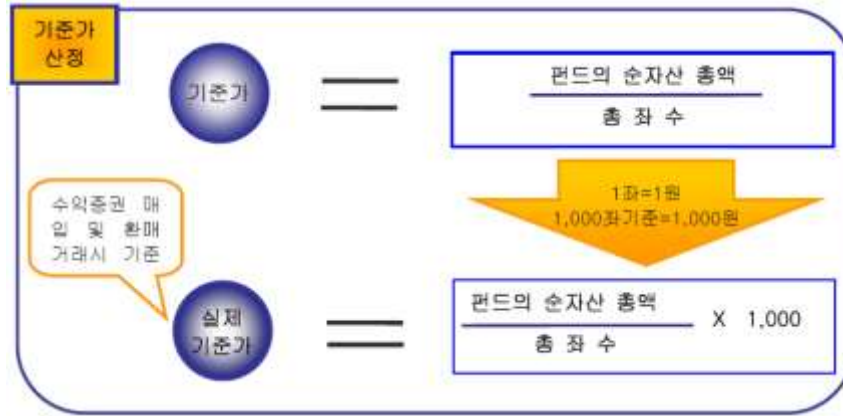 기준가
산정
기준가
펀드의 순자산 총액
총 좌 수
1좌=1원
1,000좌기준=1,000원
수익증권 매
입 및 환매
거래시 기준
실제
기준가
펀드의 순자산 총액
총 좌 수
X 1,000